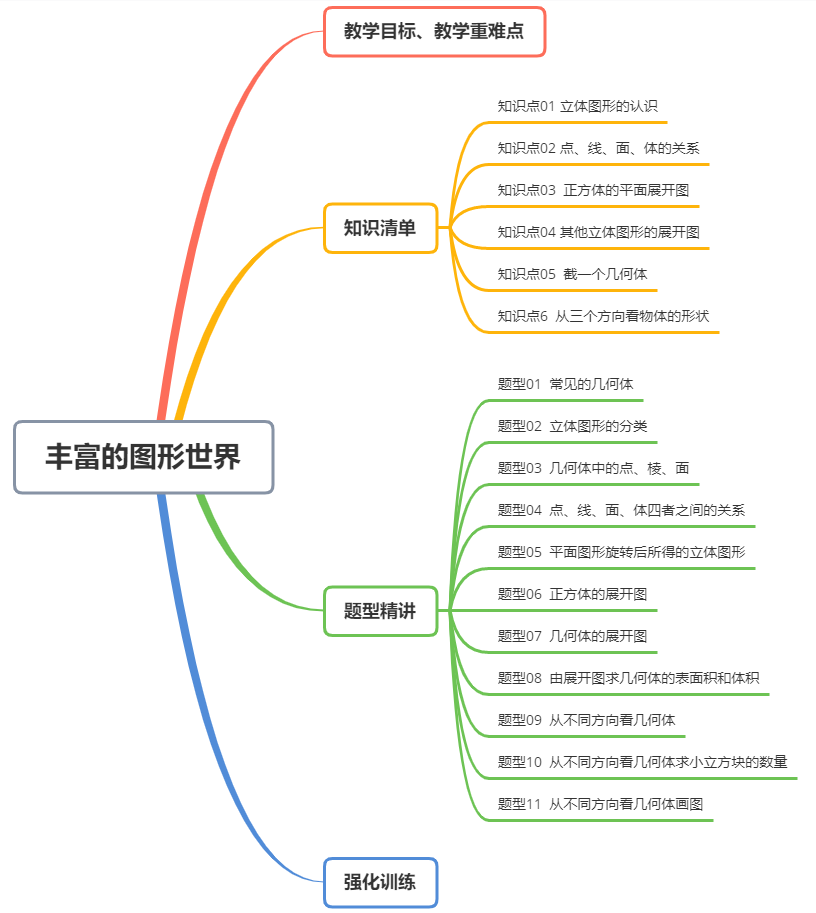 教学目标、教学重难点
知识点01 立体图形的认识
知识点02 点、线、面、体的关系
知识点03 正方体的平面展开图
知识清单
知识点04 其他立体图形的展开图
知识点05 截一个几何体
知识点6 从三个方向看物体的形状
题型01 常见的几何体
题型02 立体图形的分类
丰富的图形世界
题型03 几何体中的点、棱、面
题型04 点、线、面、体四者之间的关系
题型05 平面图形旋转后所得的立体图形
题型06 正方体的展开图
题型精讲
题型07 几何体的展开图
题型08 由展开图求几何体的表面积和体积
题型09 从不同方向看几何体
题型10 从不同方向看几何体求小立方块的数量
题型11 从不同方向看几何体画图
强化训练